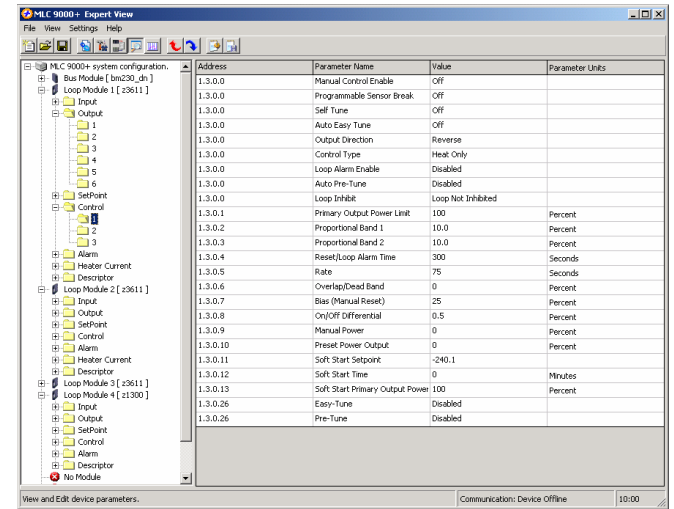 MLC 9000+ Expert View
File View Settings Help
MLC 9000+ system configuration.
Bus Module [ bm230_dn ]
Loop Module 1 [ z3611 ]
Input
Output
1
2
3
4
5
6
SetPoint
Control
1
2
3
Alarm
Heater Current
Descriptor
Loop Module 2 [ z3611 ]
Input
Output
SetPoint
Control
Alarm
Heater Current
Descriptor
Loop Module 3 [ z3611 ]
Loop Module 4 [ z1300 ]
Input
Output
SetPoint
Control
Alarm
Descriptor
No Module
Address Parameter Name Value Parameter Units
1.3.0.0 Manual Control Enable Off
1.3.0.0 Programmable Sensor Break Off
1.3.0.0 Self Tune Off
1.3.0.0 Auto Easy Tune Off
1.3.0.0 Output Direction Reverse
1.3.0.0 Control Type Heat Only
1.3.0.0 Loop Alarm Enable Disabled
1.3.0.0 Auto Pre-Tune Disabled
1.3.0.0 Loop Inhibit Loop Not Inhibited
1.3.0.1 Primary Output Power Limit 100 Percent
1.3.0.2 Proportional Band 1 10.0 Percent
1.3.0.3 Proportional Band 2 10.0 Percent
1.3.0.4 Reset/Loop Alarm Time 300 Seconds
1.3.0.5 Rate 75 Seconds
1.3.0.6 Overlap/Dead Band 0 Percent
1.3.0.7 Bias (Manual Reset) 25 Percent
1.3.0.8 On/Off Differential 0.5 Percent
1.3.0.9 Manual Power 0 Percent
1.3.0.10 Preset Power Output 0 Percent
1.3.0.11 Soft Start Setpoint -240.1
1.3.0.12 Soft Start Time 0 Minutes
1.3.0.13 Soft Start Primary Output Power 100 Percent
1.3.0.26 Easy-Tune Disabled
1.3.0.26 Pre-Tune Disabled
View and Edit device parameters. Communication: Device Offline 10:00